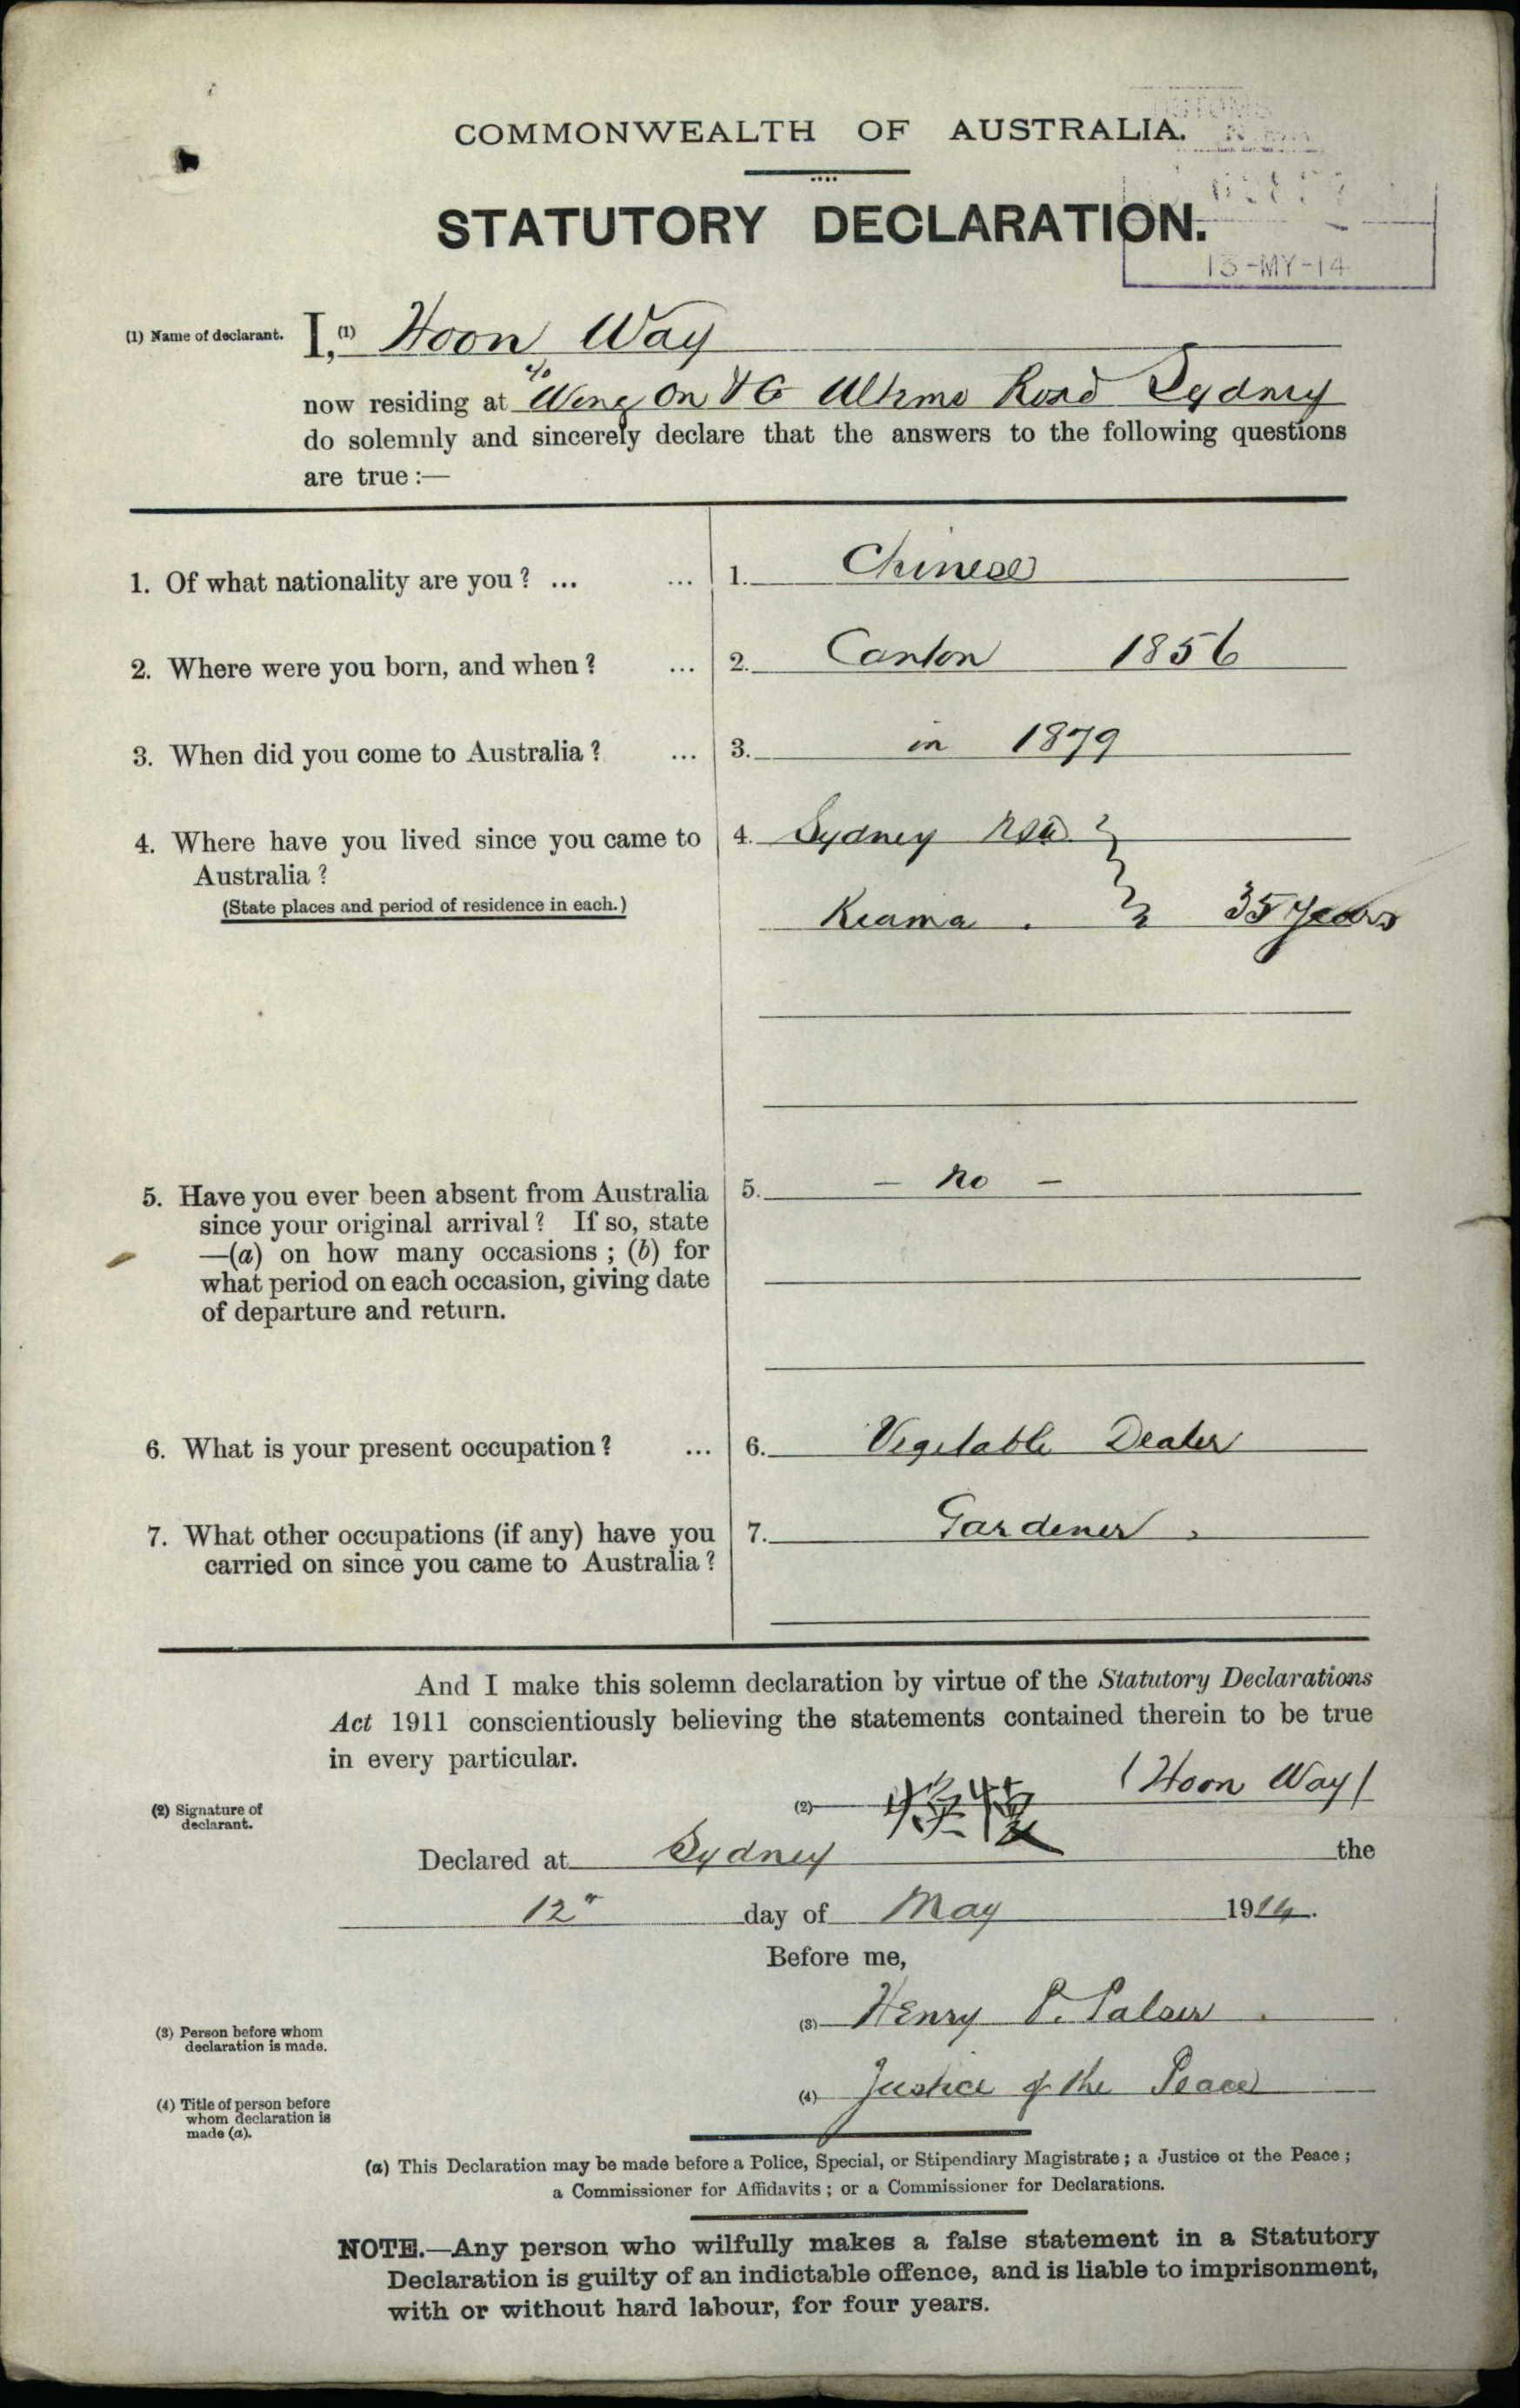 COMMONWEALTH OF AUSTRALIA.
STATUTORY DECLARATION.
13-MY-14
(1) Name of declarant. I, (1) Hoon Way
c/o
now residing at Wing On & Co Ultimo Road Sydney
do solemnly and sincerely declare that the answers to the following questions
are true :—
1. Of what nationality are you ? ... ... 1. Chinese
2. Where were you born, and when ? ... 2. Canton 1856
3. When did you come to Australia ? ... 3. in 1879
4. Where have you lived since you came to 4. Sydney NSW
Australia ?
(State places and period of residence in each.) Kiama . 35 years
5. Have you ever been absent from Australia 5. — No —
since your original arrival ? If so, state
—(a) on how many occasions ; (b) for
what period on each occasion, giving date
of departure and return.
6. What is your present occupation ? ... 6. Vegetable Dealer
7. What other occupations (if any) have you 7. Gardener
carried on since you came to Australia ?
And I make this solemn declaration by virtue of the Statutory Declarations
Act 1911 conscientiously believing the statements contained therein to be true
in every particular.
(Hoon Way)
(2) Signature of (2)
declarant.
Declared at Sydney the
12th day of May 1914.
Before me,
(3) Henry P.
(3) Person before whom
declaration is made.
(4) Justice of the Peace
(4) Title of person before
whom declaration is
made (a).
(a) This Declaration may be made before a Police, Special, or Stipendiary Magistrate ; a Justice of the Peace ;
a Commissioner for Affidavits ; or a Commissioner for Declarations.
NOTE.—Any person who wilfully makes a false statement in a Statutory
Declaration is guilty of an indictable offence, and is liable to imprisonment,
with or without hard labour, for four years.